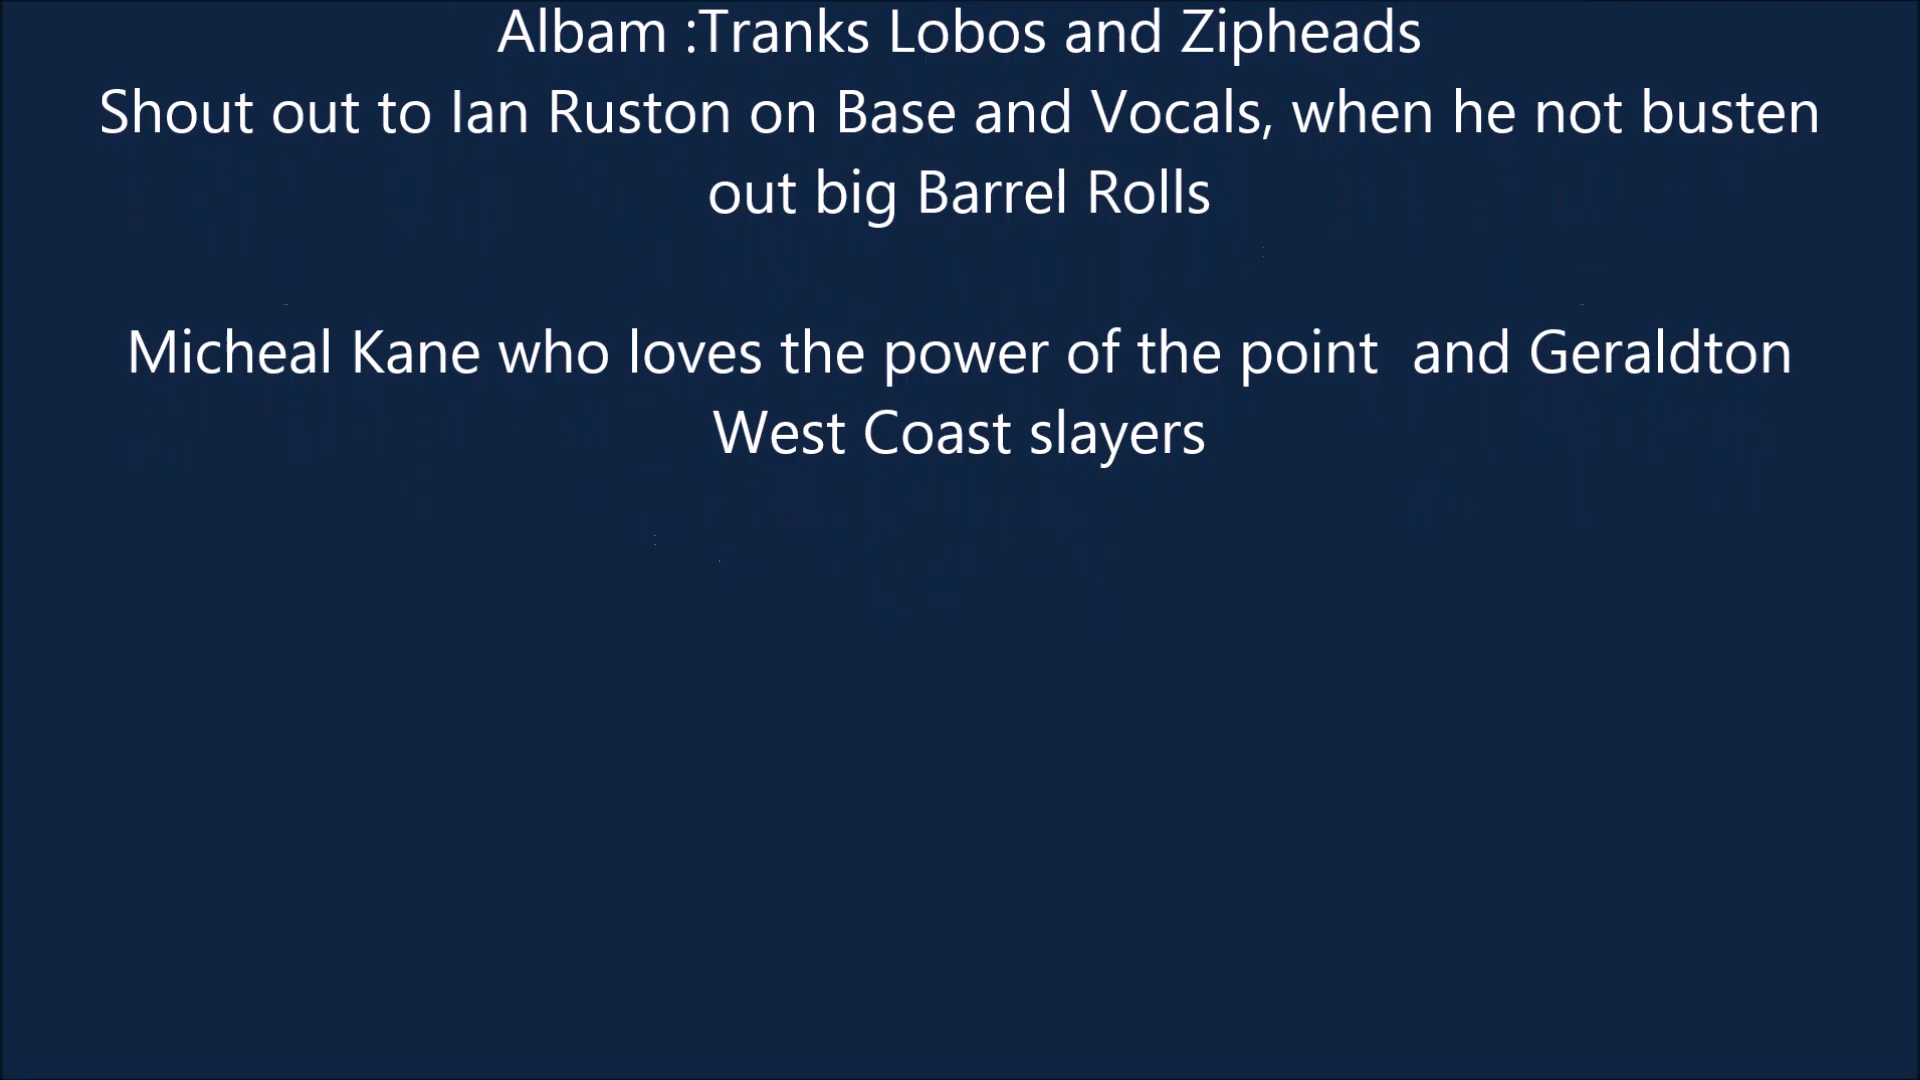 Albam :Tranks Lobos and Zipheads
Shout out to Ian Ruston on Base and Vocals, when he not busten
out big Barrel Rolls
Micheal Kane who loves the power of the point  and Geraldton
West Coast slayers